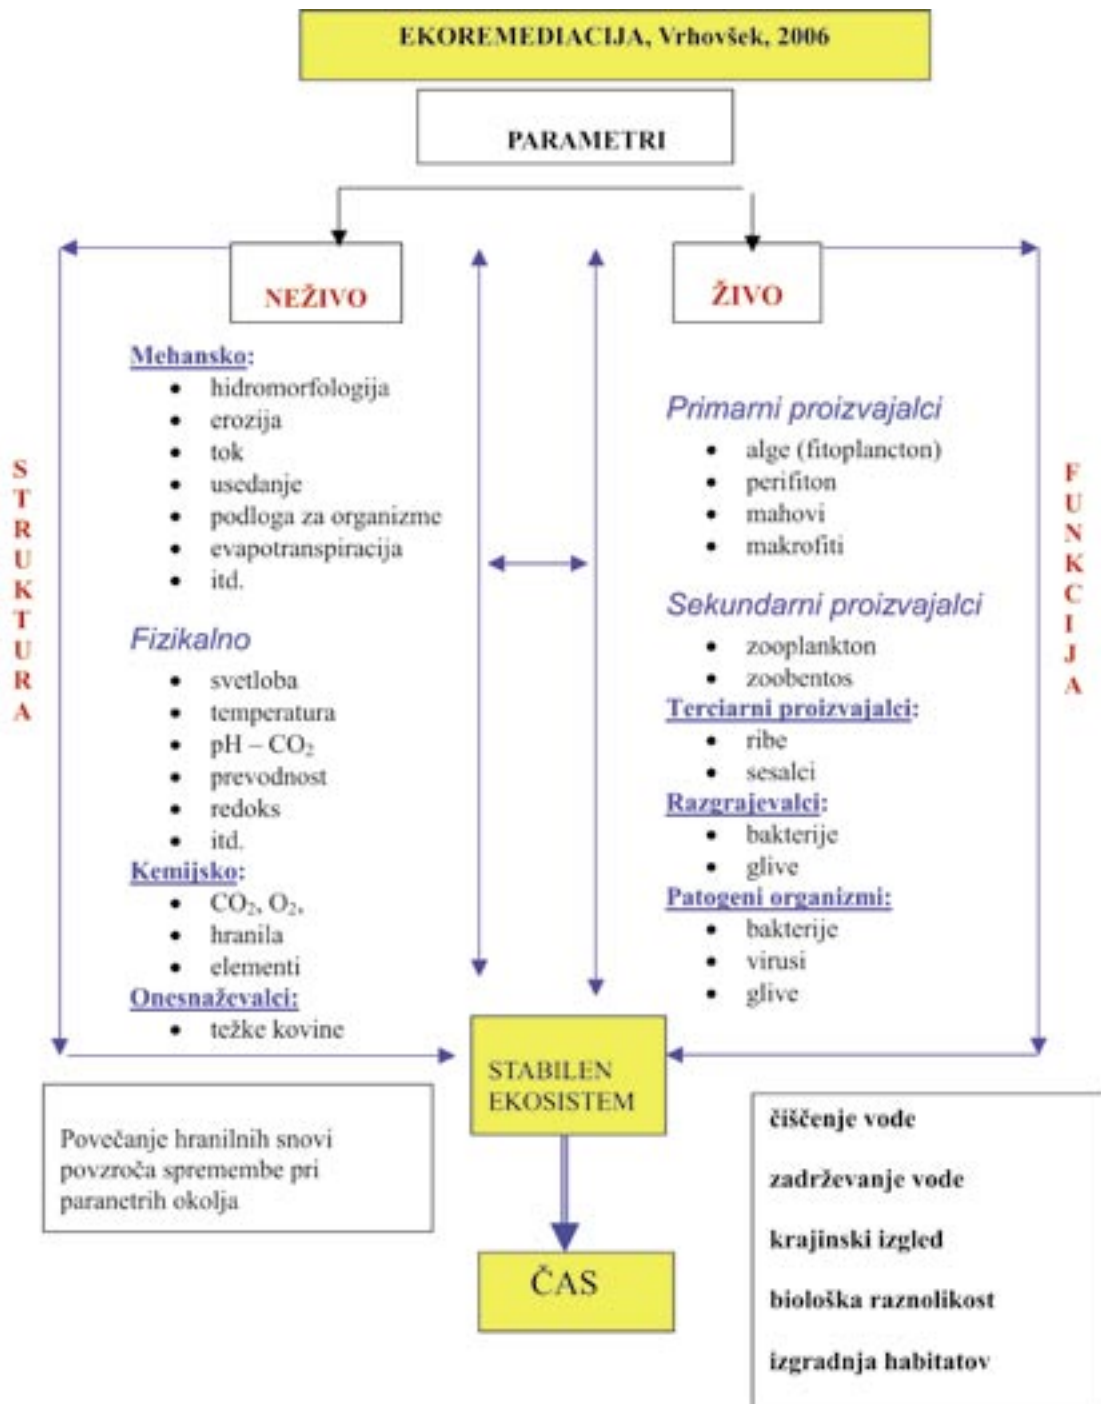 EKOREMEDIACIJA, Vrhovšek, 2006
PARAMETRI
NEŽIVO
ŽIVO
STRUKTURA
Mehansko:
• hidromorfologija
• erozija
• tok
• usedanje
• podloga za organizme
• evapotranspiracija
• itd.
Fizikalno
• svetloba
• temperatura
• pH – CO₂
• prevodnost
• redoks
• itd.
Kemijsko:
• CO₂, O₂,
• hranila
• elementi
Onesnaževalci:
• težke kovine
Primarni proizvajalci
• alge (fitoplancton)
• perifiton
• mahovi
• makrofiti
Sekundarni proizvajalci
• zooplankton
• zoobentos
Terciarni proizvajalci:
• ribe
• sesalci
Razgrajevalci:
• bakterije
• glive
Patogeni organizmi:
• bakterije
• virusi
• glive
FUNKCIJA
STABILEN
EKOSISTEM
ČAS
Povečanje hranilnih snovi
povzroča spremembe pri
paranetrih okolja
čiščenje vode
zadrževanje vode
krajinski izgled
biološka raznolikost
izgradnja habitatov